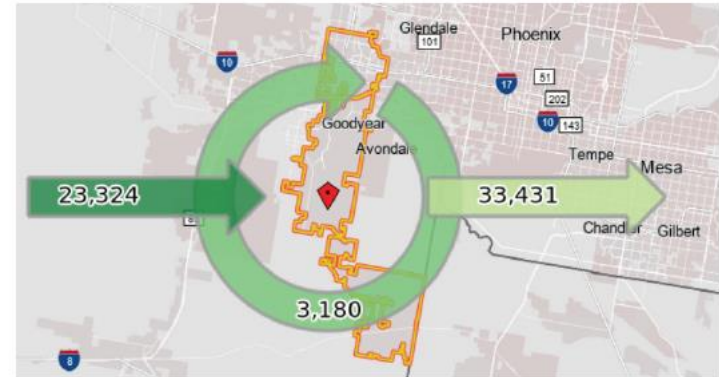 Glendale
101
Phoenix
10
51
17
202
Goodyear
10
143
Avondale
Tempe
Mesa
23,324
33,431
Gilbert
3,180
8